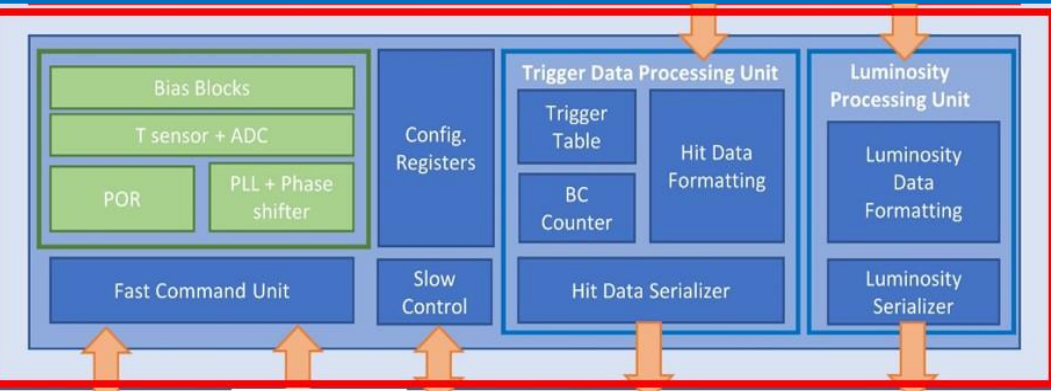 Bias Blocks
T sensor + ADC
POR
PLL + Phase
shifter
Fast Command Unit
Config.
Registers
Slow
Control
Trigger Data Processing Unit
Trigger
Table
BC
Counter
Hit Data
Formatting
Hit Data Serializer
Luminosity
Processing Unit
Luminosity
Data
Formatting
Luminosity
Serializer